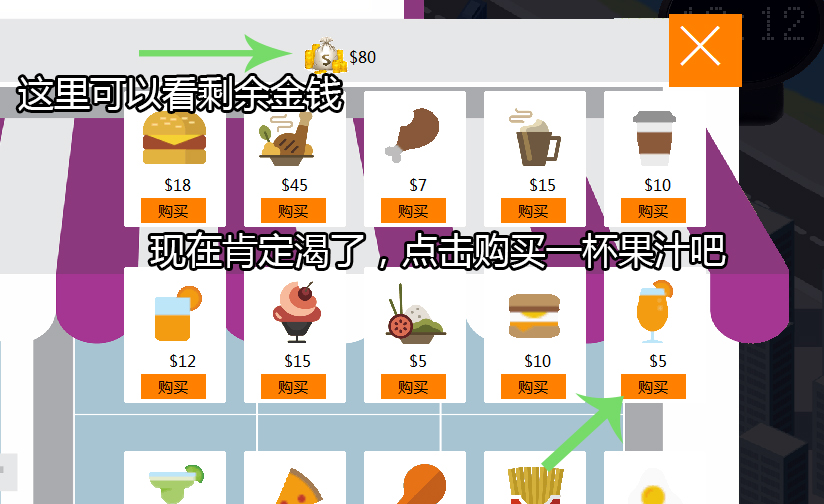 12:12
$80
这里可以看剩余金钱
$18 $45 $7 $15 $10
购买 购买 购买 购买 购买
现在肯定渴了，点击购买一杯果汁吧
$12 $15 $5 $10 $5
购买 购买 购买 购买 购买